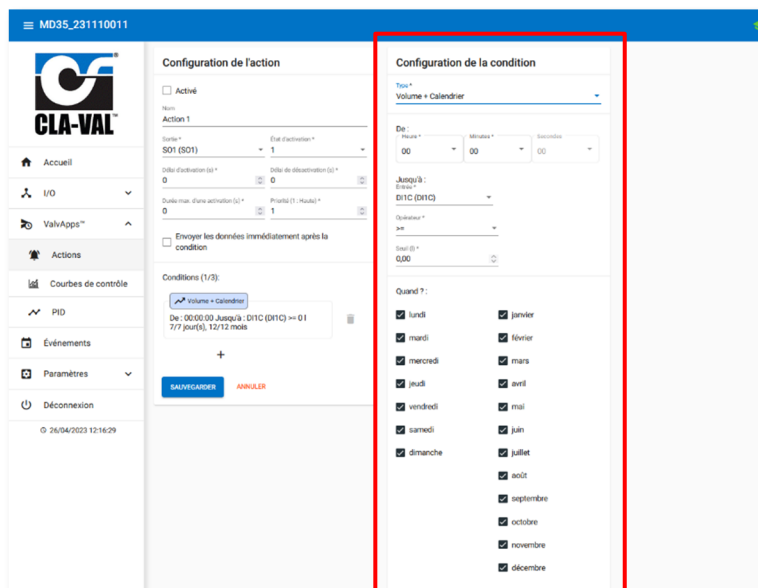 MD35_231110011
CLA-VAL™
Accueil
I/O
ValvApps™
Actions
Courbes de contrôle
PID
Événements
Paramètres
Déconnexion
26/04/2023 12:16:29
Configuration de l'action
Activé
Nom
Action 1
Sortie * État d'activation *
SO1 (SO1) 1
Délai d'activation (s) * Délai de désactivation (s) *
0 0
Durée max. d'une activation (s) * Priorité (1 : Haute) *
0 1
Envoyer les données immédiatement après la
condition
Conditions (1/3):
Volume + Calendrier
De : 00:00:00 Jusqu'à : DI1C (DI1C) >= 0 l
7/7 jour(s), 12/12 mois
+
SAUVEGARDER ANNULER
Configuration de la condition
Type *
Volume + Calendrier
De :
Heure * Minutes * Secondes
00 00 00
Jusqu'à :
Entrée *
DI1C (DI1C)
Opérateur *
>=
Seuil (l) *
0,00
Quand ? :
lundi janvier
mardi février
mercredi mars
jeudi avril
vendredi mai
samedi juin
dimanche juillet
août
septembre
octobre
novembre
décembre